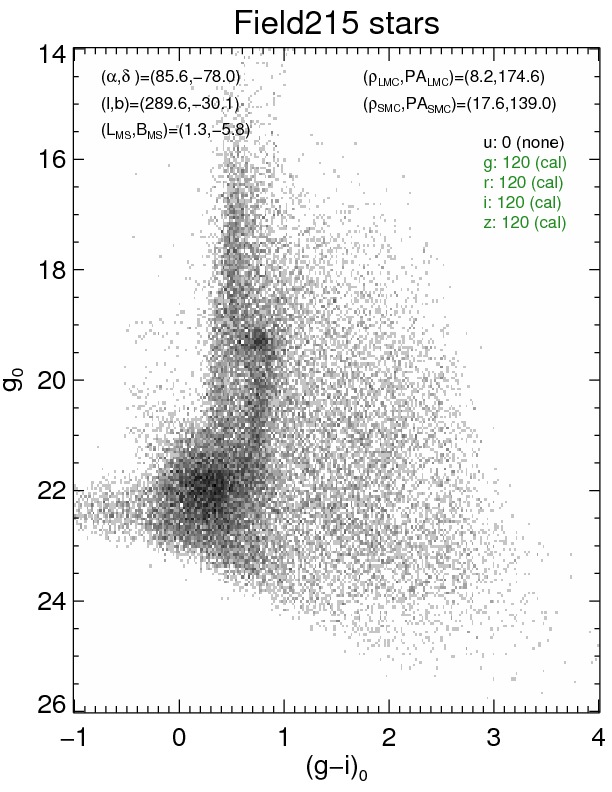 Field215 stars
(α,δ )=(85.6,−78.0)
(ρLMC,PALMC)=(8.2,174.6)
(l,b)=(289.6,−30.1)
(ρSMC,PASMC)=(17.6,139.0)
(LMS,BMS)=(1.3,−5.8)
u: 0 (none)
g: 120 (cal)
r: 120 (cal)
i: 120 (cal)
z: 120 (cal)
14
16
18
20
22
24
26
g0
−1 0 1 2 3 4
(g−i)0